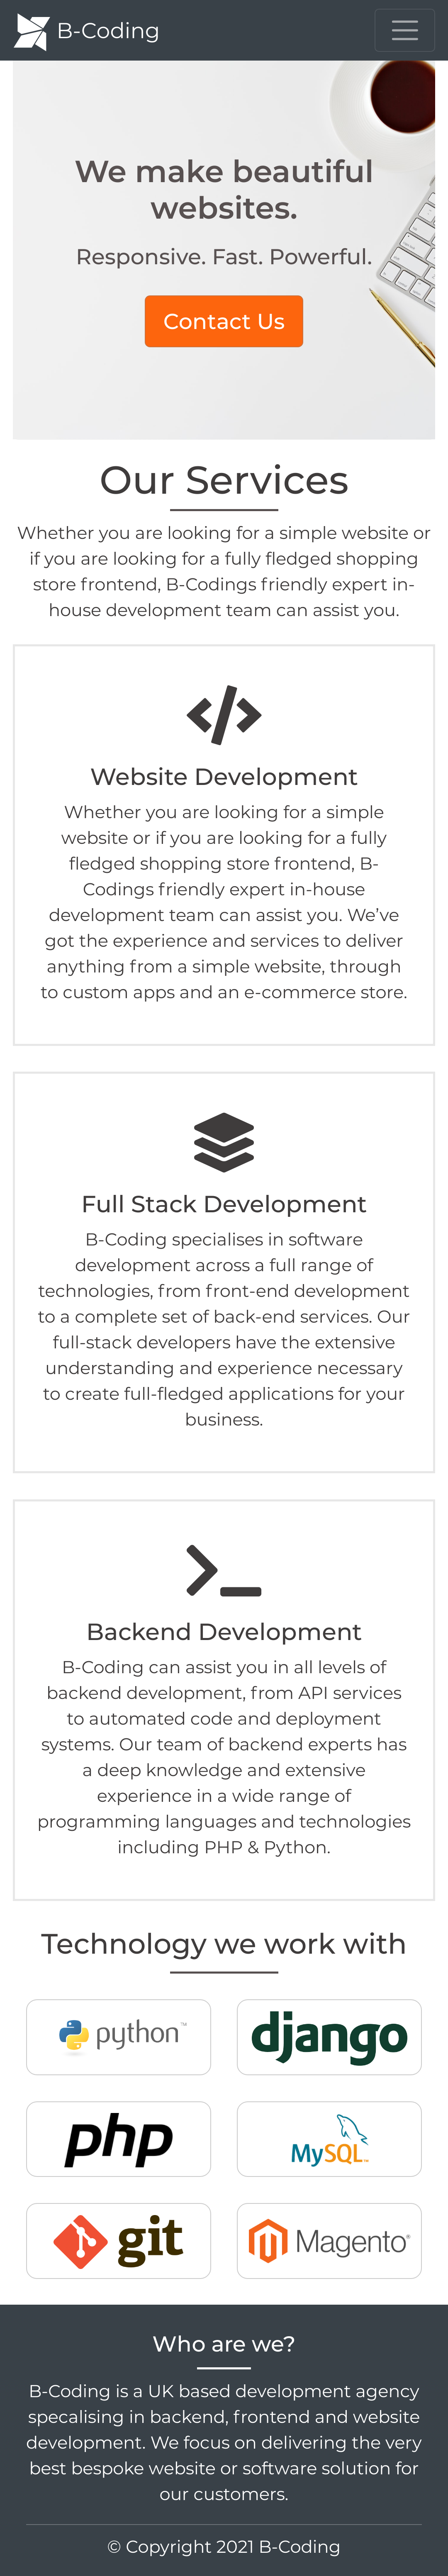 B-Coding
We make beautiful
websites.
Responsive. Fast. Powerful.
Contact Us
Our Services
Whether you are looking for a simple website or
if you are looking for a fully fledged shopping
store frontend, B-Codings friendly expert in-
house development team can assist you.
Website Development
Whether you are looking for a simple
website or if you are looking for a fully
fledged shopping store frontend, B-
Codings friendly expert in-house
development team can assist you. We’ve
got the experience and services to deliver
anything from a simple website, through
to custom apps and an e-commerce store.
Full Stack Development
B-Coding specialises in software
development across a full range of
technologies, from front-end development
to a complete set of back-end services. Our
full-stack developers have the extensive
understanding and experience necessary
to create full-fledged applications for your
business.
Backend Development
B-Coding can assist you in all levels of
backend development, from API services
to automated code and deployment
systems. Our team of backend experts has
a deep knowledge and extensive
experience in a wide range of
programming languages and technologies
including PHP & Python.
Technology we work with
python™
django
php
MySQL™
git
Magento®
Who are we?
B-Coding is a UK based development agency
specalising in backend, frontend and website
development. We focus on delivering the very
best bespoke website or software solution for
our customers.
© Copyright 2021 B-Coding